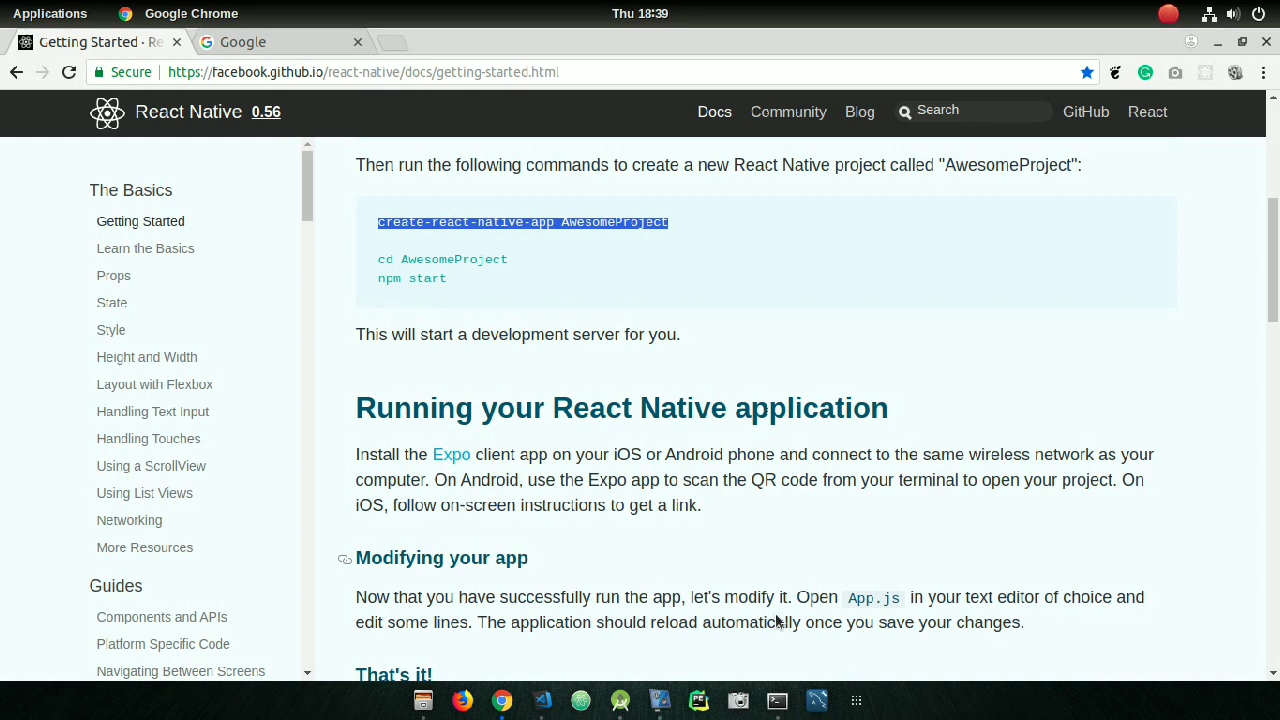 Applications Google Chrome Thu 18:39
Getting Started · Re Google
Secure https://facebook.github.io/react-native/docs/getting-started.html
React Native 0.56 Docs Community Blog Search GitHub React
The Basics
Getting Started
Learn the Basics
Props
State
Style
Height and Width
Layout with Flexbox
Handling Text Input
Handling Touches
Using a ScrollView
Using List Views
Networking
More Resources
Guides
Components and APIs
Platform Specific Code
Navigating Between Screens
Then run the following commands to create a new React Native project called "AwesomeProject":
create-react-native-app AwesomeProject
cd AwesomeProject
npm start
This will start a development server for you.
Running your React Native application
Install the Expo client app on your iOS or Android phone and connect to the same wireless network as your
computer. On Android, use the Expo app to scan the QR code from your terminal to open your project. On
iOS, follow on-screen instructions to get a link.
Modifying your app
Now that you have successfully run the app, let's modify it. Open App.js in your text editor of choice and
edit some lines. The application should reload automatically once you save your changes.
That's it!